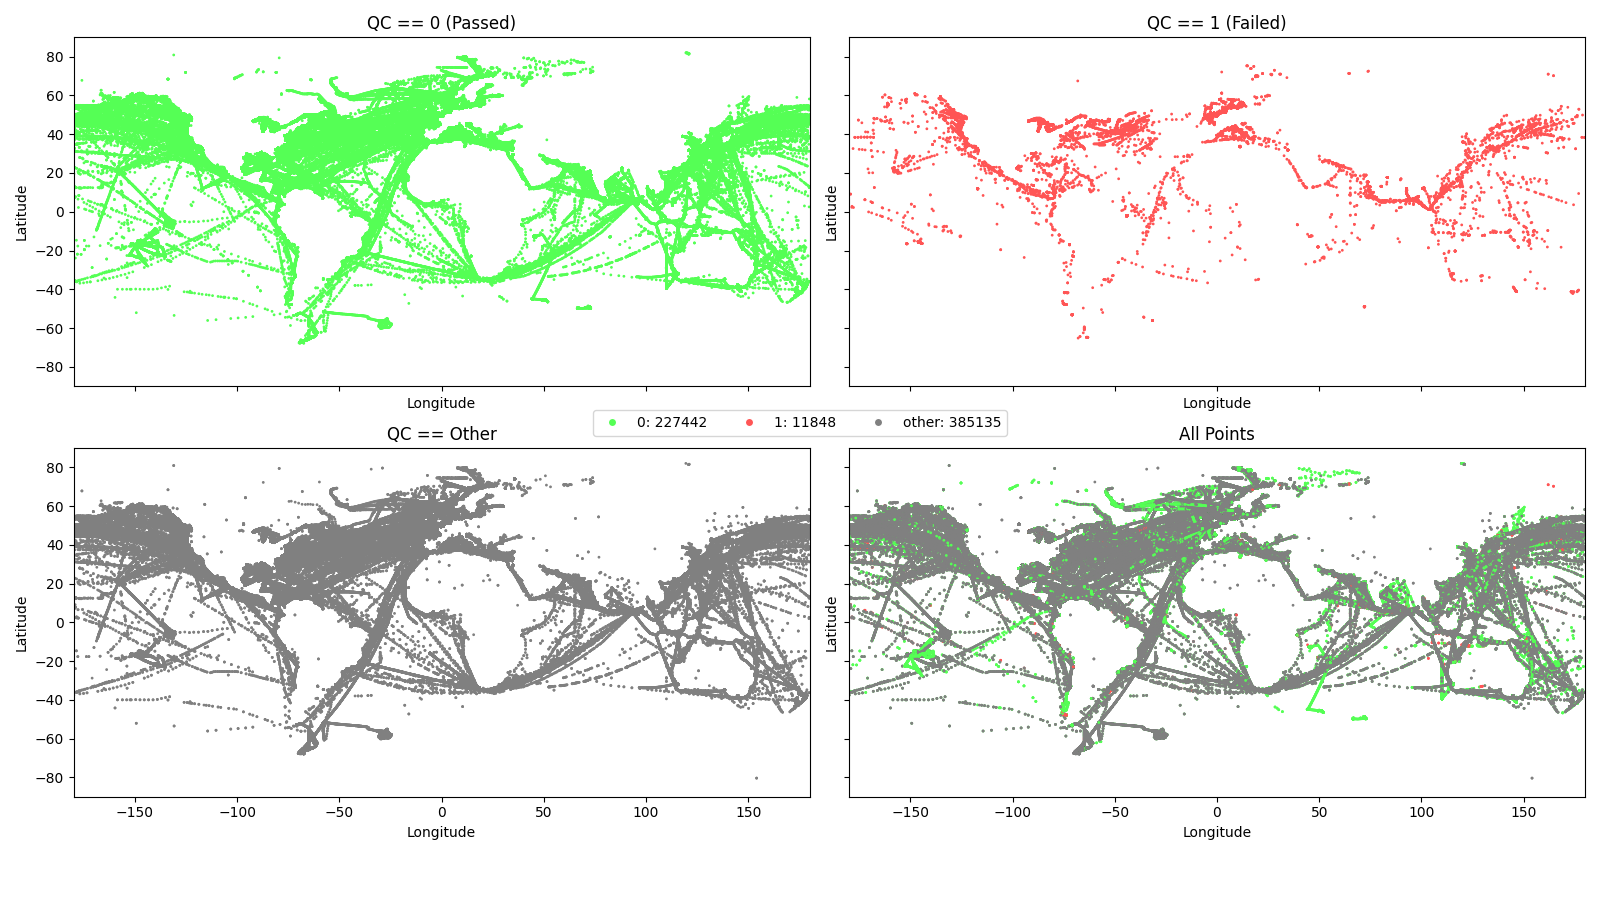 QC == 0 (Passed)
QC == 1 (Failed)
80
60
40
20
0
−20
−40
−60
−80
Latitude
Latitude
Longitude
Longitude
0: 227442
1: 11848
other: 385135
QC == Other
All Points
80
60
40
20
0
−20
−40
−60
−80
Latitude
Latitude
−150 −100 −50 0 50 100 150
−150 −100 −50 0 50 100 150
Longitude
Longitude